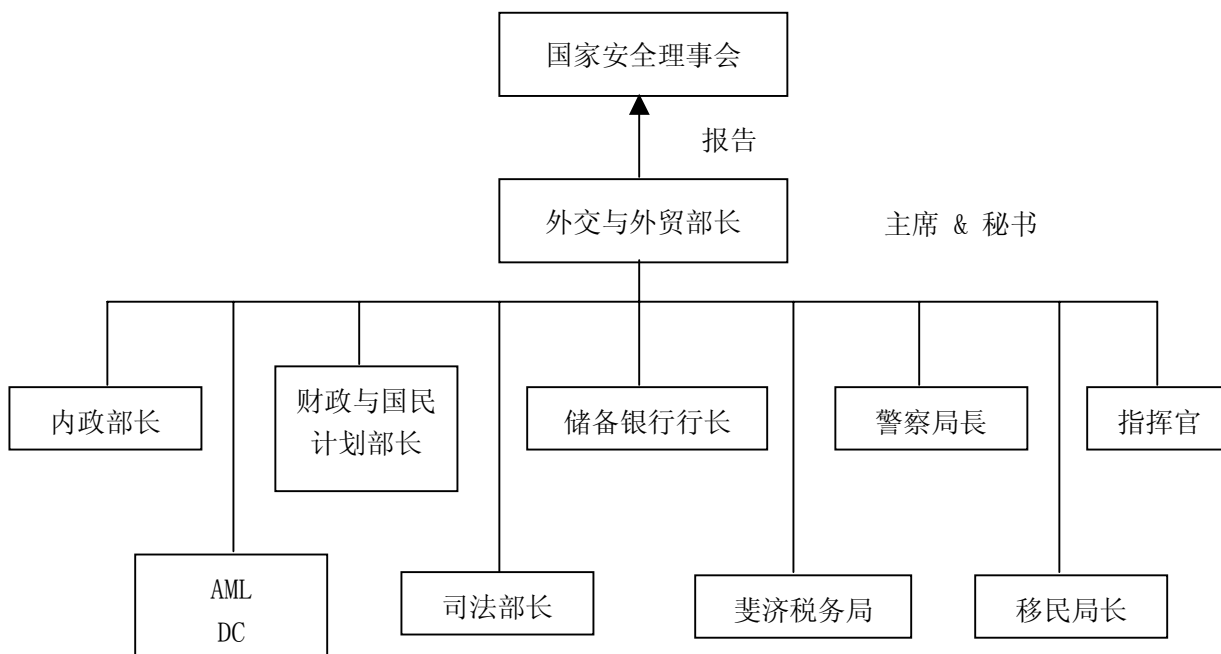 国家安全理事会
报告
外交与外贸部长
主席 & 秘书
内政部长
财政与国民
计划部长
储备银行行长
警察局長
指挥官
AML
DC
司法部长
斐济税务局
移民局长